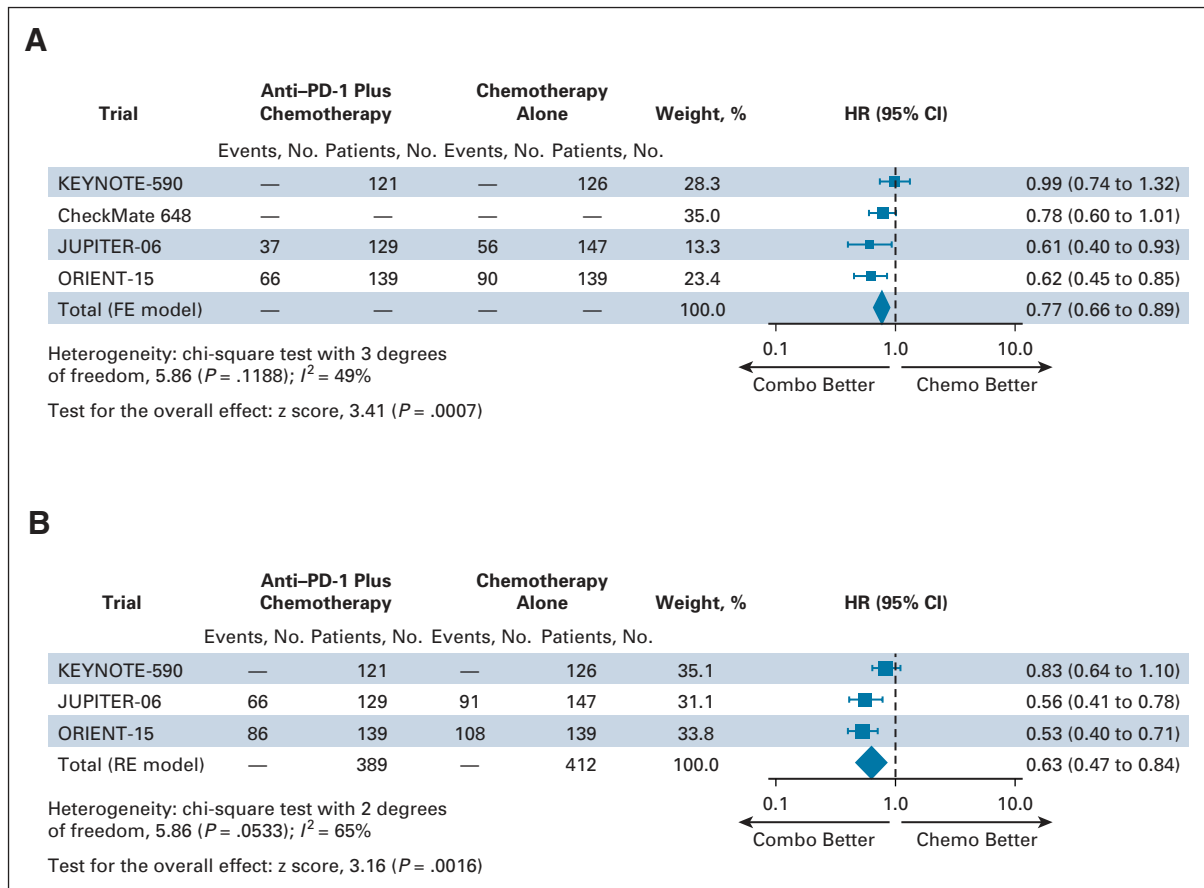 A
Trial Anti–PD-1 Plus Chemotherapy Chemotherapy Alone Weight, % HR (95% CI)
Events, No. Patients, No. Events, No. Patients, No.
KEYNOTE-590 — 121 — 126 28.3 0.99 (0.74 to 1.32)
CheckMate 648 — — — — 35.0 0.78 (0.60 to 1.01)
JUPITER-06 37 129 56 147 13.3 0.61 (0.40 to 0.93)
ORIENT-15 66 139 90 139 23.4 0.62 (0.45 to 0.85)
Total (FE model) — — — — 100.0 0.77 (0.66 to 0.89)
0.1 1.0 10.0
Combo Better Chemo Better
Heterogeneity: chi-square test with 3 degrees
of freedom, 5.86 (P = .1188); I² = 49%
Test for the overall effect: z score, 3.41 (P = .0007)
B
Trial Anti–PD-1 Plus Chemotherapy Chemotherapy Alone Weight, % HR (95% CI)
Events, No. Patients, No. Events, No. Patients, No.
KEYNOTE-590 — 121 — 126 35.1 0.83 (0.64 to 1.10)
JUPITER-06 66 129 91 147 31.1 0.56 (0.41 to 0.78)
ORIENT-15 86 139 108 139 33.8 0.53 (0.40 to 0.71)
Total (RE model) — 389 — 412 100.0 0.63 (0.47 to 0.84)
0.1 1.0 10.0
Combo Better Chemo Better
Heterogeneity: chi-square test with 2 degrees
of freedom, 5.86 (P = .0533); I² = 65%
Test for the overall effect: z score, 3.16 (P = .0016)